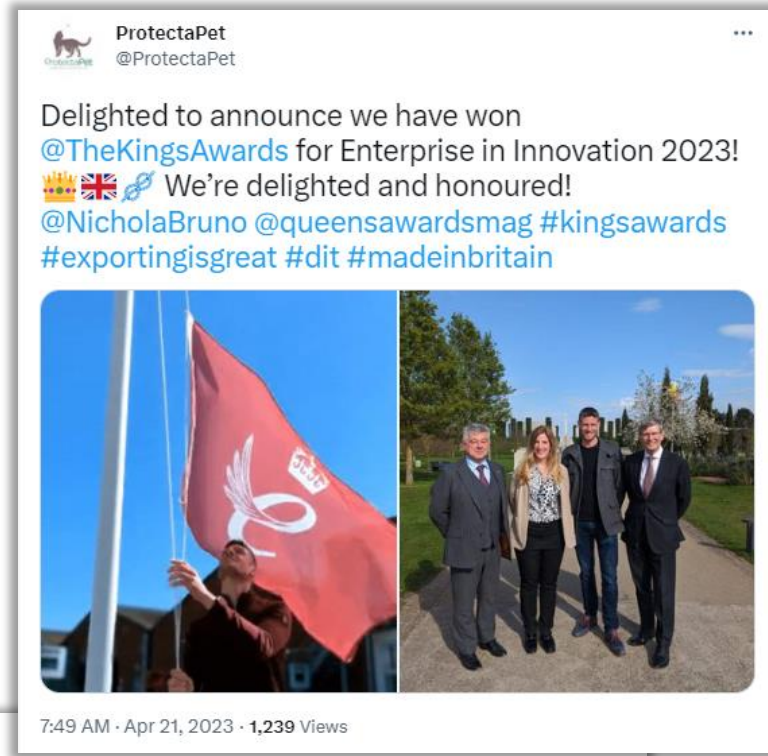 ProtectaPet
ProtectaPet
@ProtectaPet
Delighted to announce we have won
@TheKingsAwards for Enterprise in Innovation 2023!
👑🇬🇧🔗 We’re delighted and honoured!
@NicholaBruno @queensawardsmag #kingsawards
#exportingisgreat #dit #madeinbritain
7:49 AM · Apr 21, 2023 · 1,239 Views